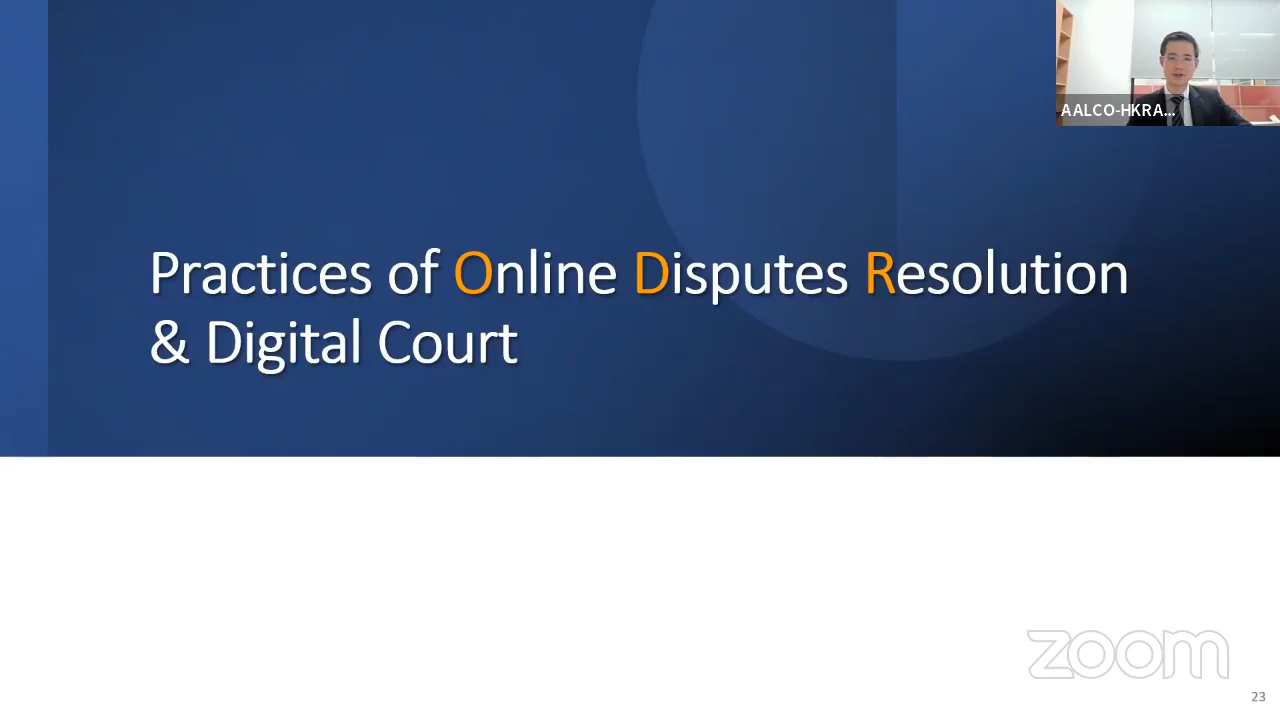 AALCO-HKRA...
Practices of Online Disputes Resolution
& Digital Court
zoom
23